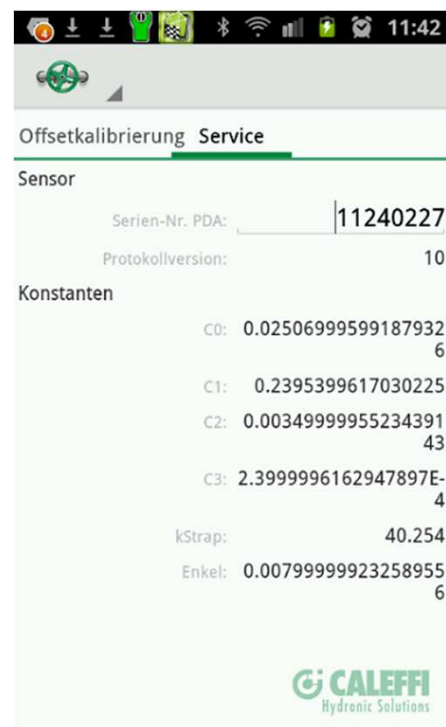 4
11:42
Offsetkalibrierung Service
Sensor
Serien-Nr. PDA: 11240227
Protokollversion: 10
Konstanten
C0: 0.02506999599187932
6
C1: 0.2395399617030225
C2: 0.00349999955234391
43
C3: 2.3999996162947897E-
4
kStrap: 40.254
Enkel: 0.00799999923258955
6
CALEFFI
Hydronic Solutions